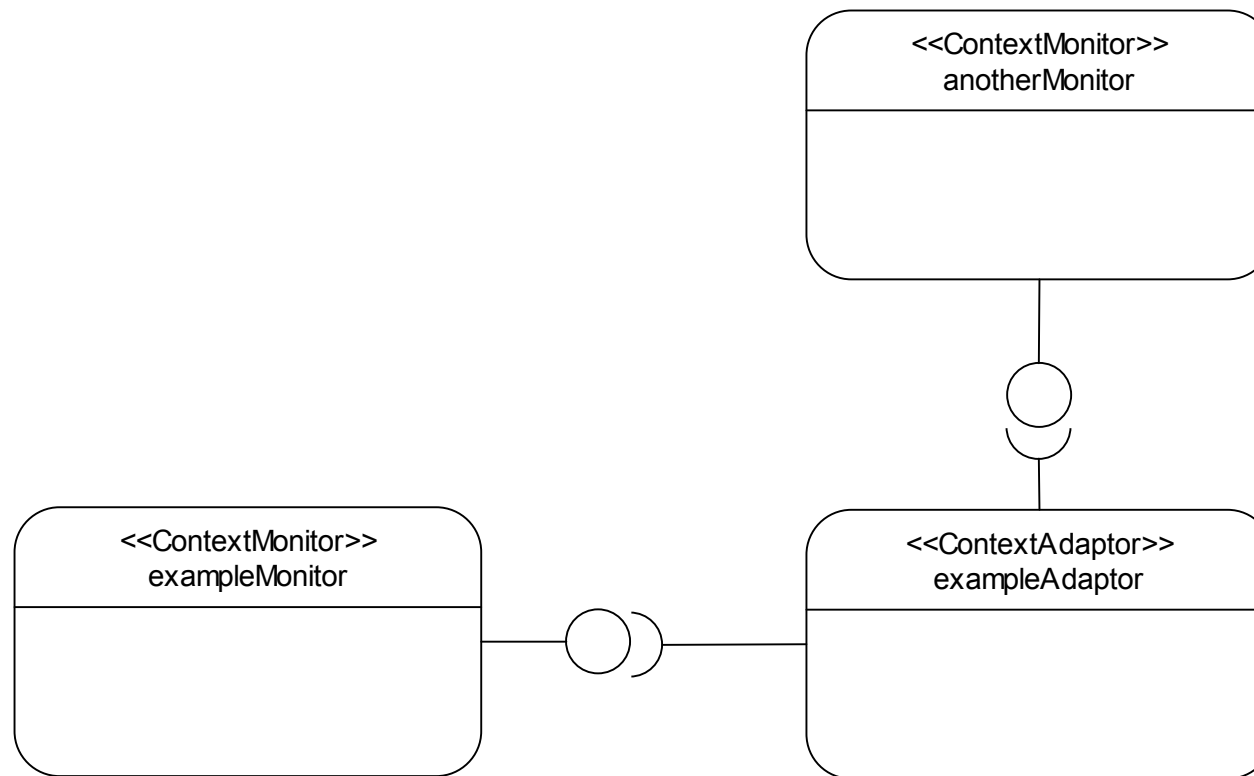 <<ContextMonitor>>
anotherMonitor
<<ContextMonitor>>
exampleMonitor
<<ContextAdaptor>>
exampleAdaptor